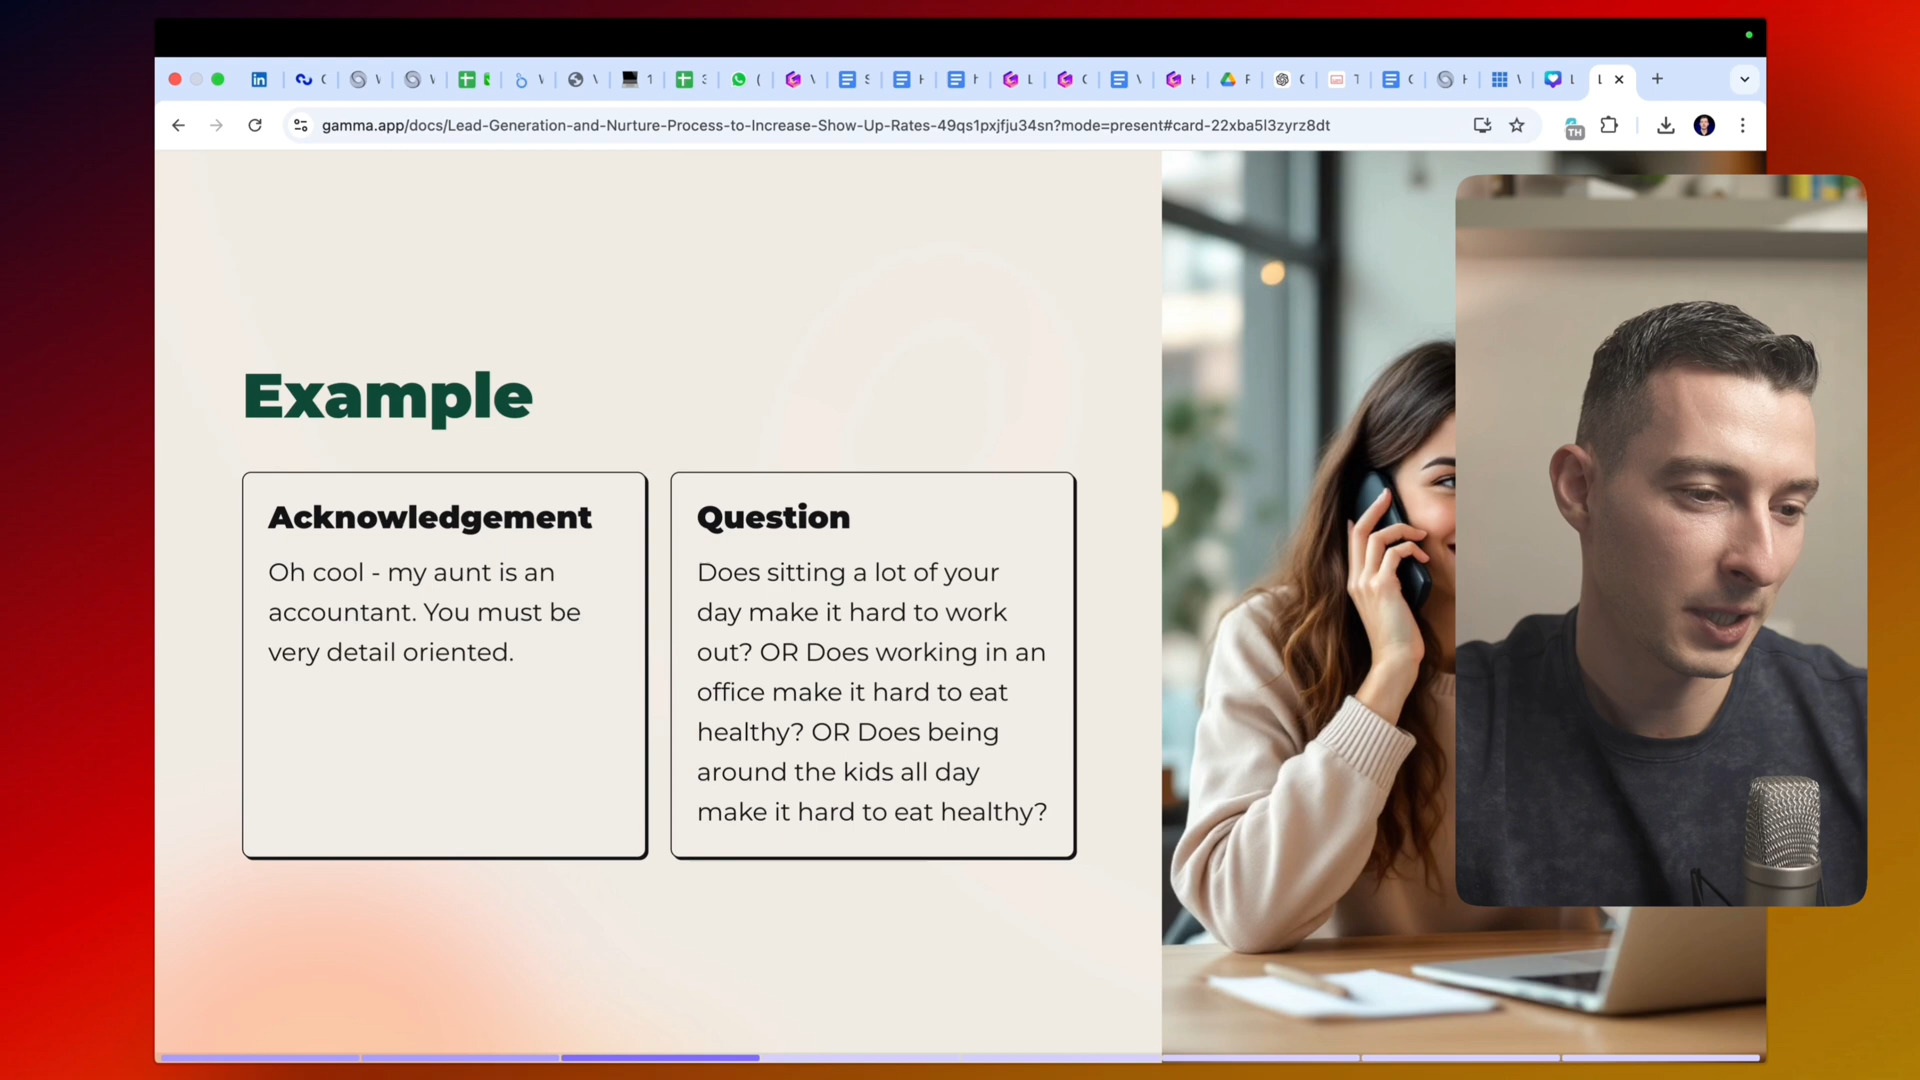 gamma.app/docs/Lead-Generation-and-Nurture-Process-to-Increase-Show-Up-Rates-49qs1pxjfju34sn?mode=present#card-22xba5l3zyrz8dt
TH
Example
Acknowledgement
Oh cool - my aunt is an
accountant. You must be
very detail oriented.
Question
Does sitting a lot of your
day make it hard to work
out? OR Does working in an
office make it hard to eat
healthy? OR Does being
around the kids all day
make it hard to eat healthy?